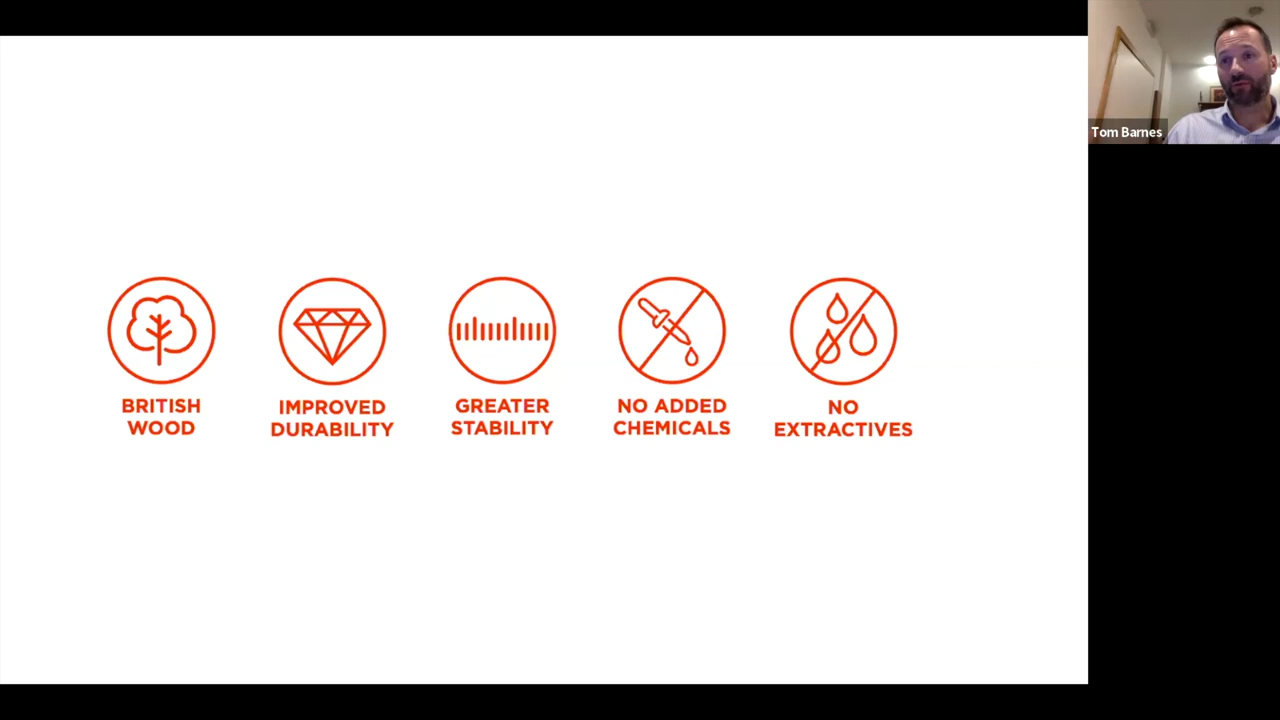 Tom Barnes
BRITISH
WOOD
IMPROVED
DURABILITY
GREATER
STABILITY
NO ADDED
CHEMICALS
NO
EXTRACTIVES